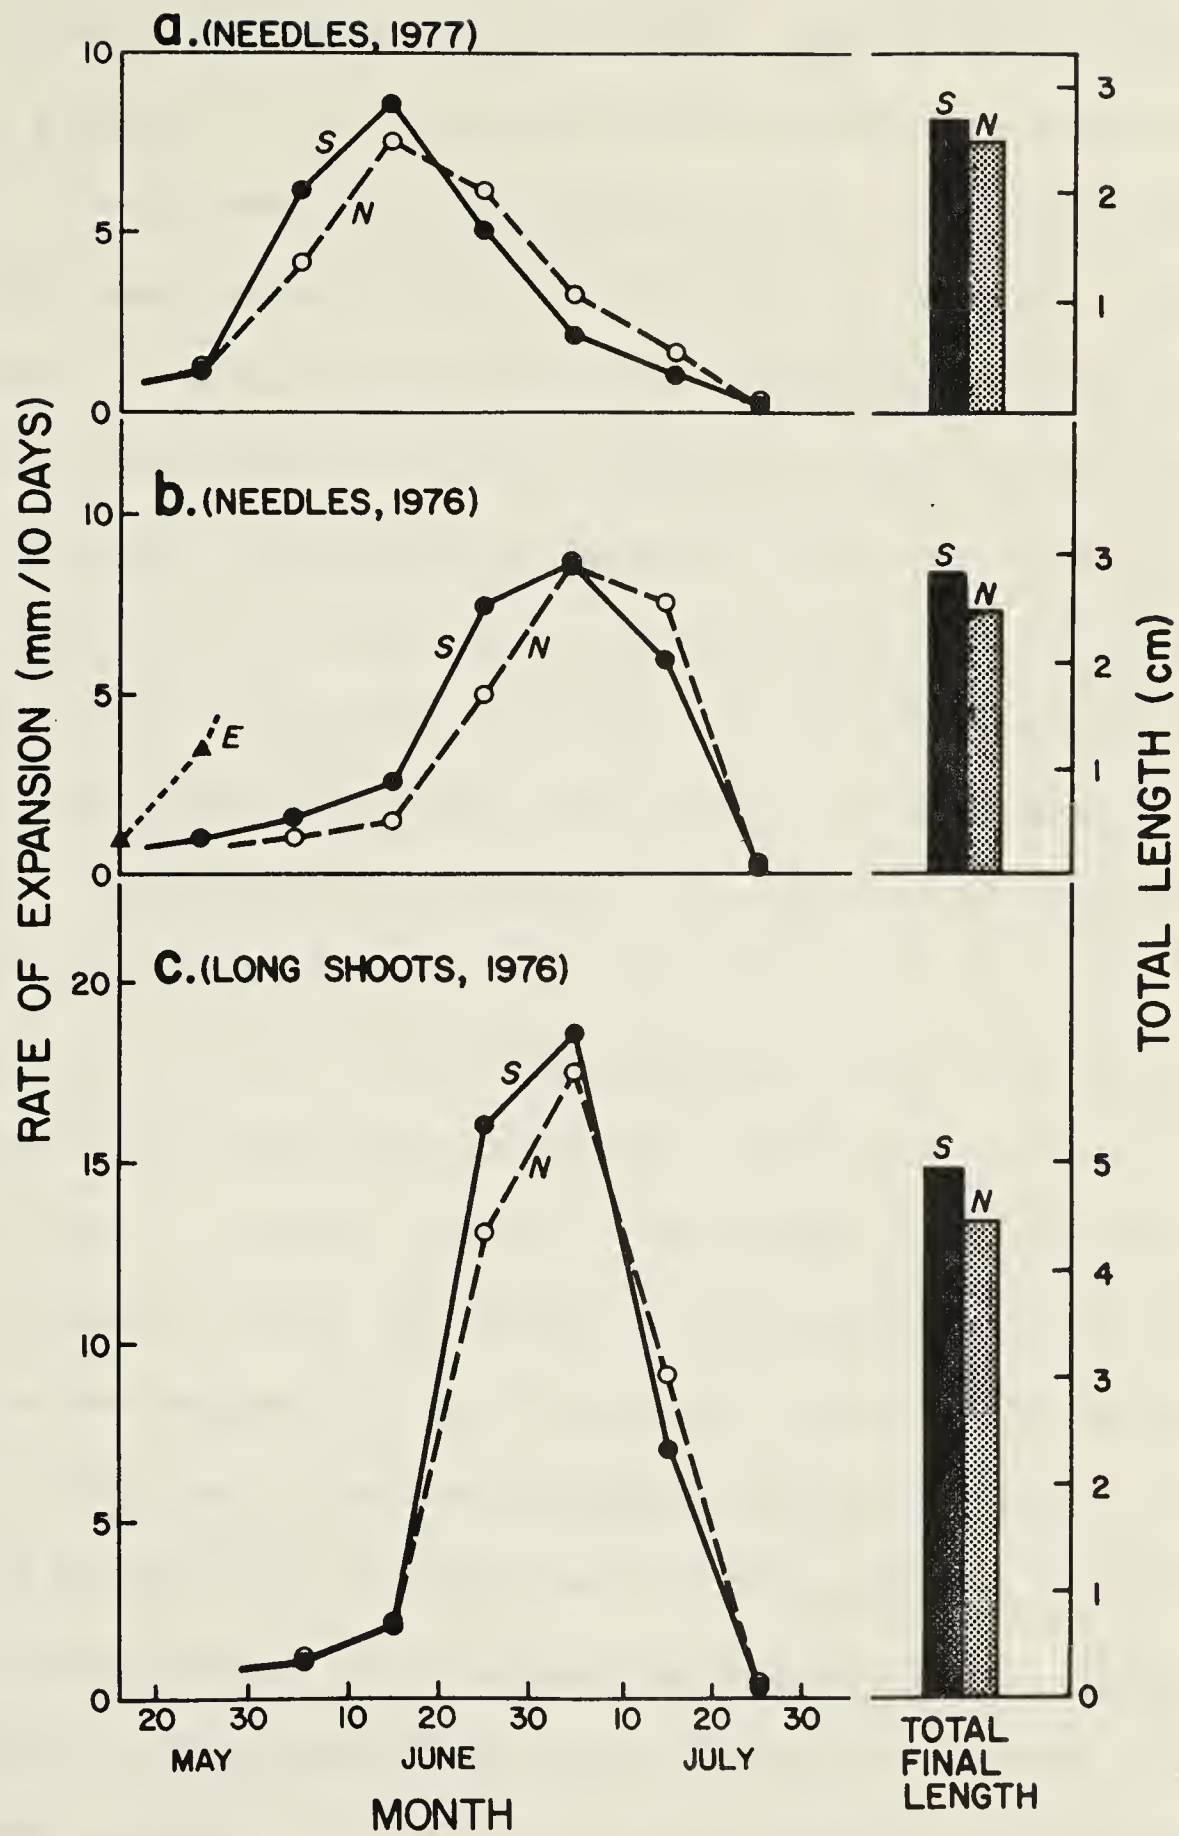 a. (NEEDLES, 1977)
10
5
0
S
N
S
N
3
2
1
b. (NEEDLES, 1976)
10
5
0
S
N
E
S
N
3
2
1
c. (LONG SHOOTS, 1976)
20
15
10
5
0
S
N
S
N
5
4
3
2
1
0
20 30 10 20 30 10 20 30
MAY JUNE JULY
MONTH
TOTAL
FINAL
LENGTH
RATE OF EXPANSION (mm/10 DAYS)
TOTAL LENGTH (cm)